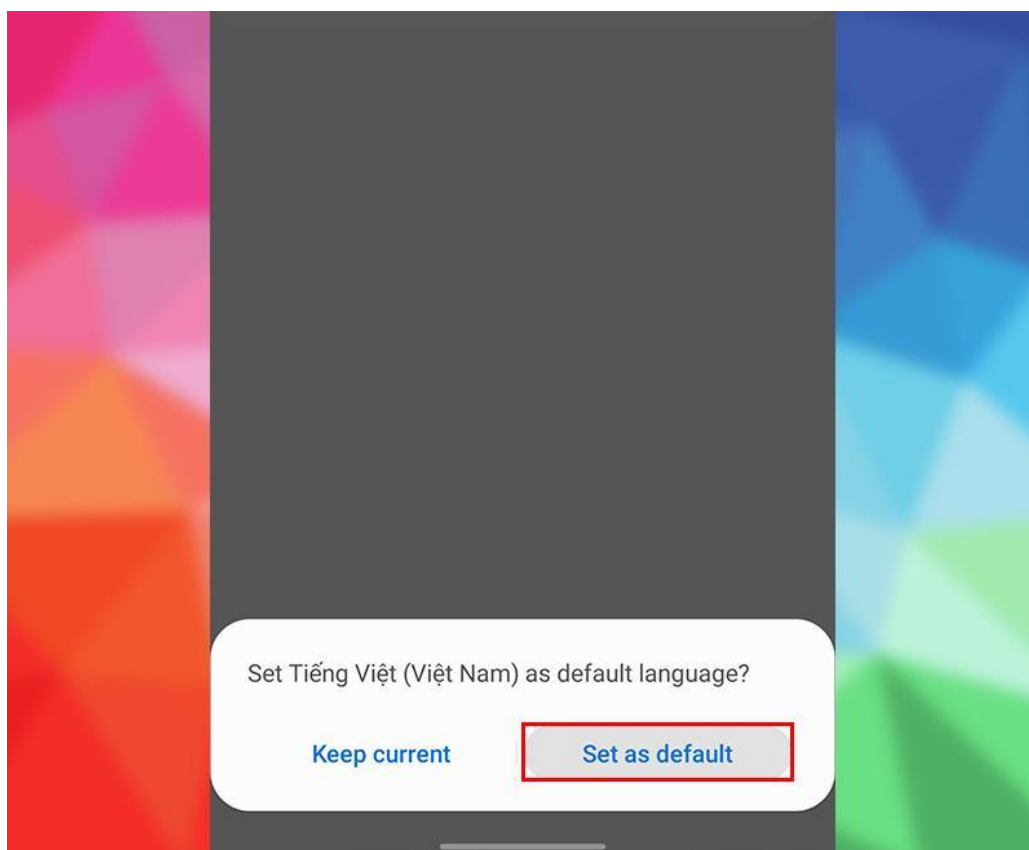 Set Tiếng Việt (Việt Nam) as default language?
Keep current
Set as default